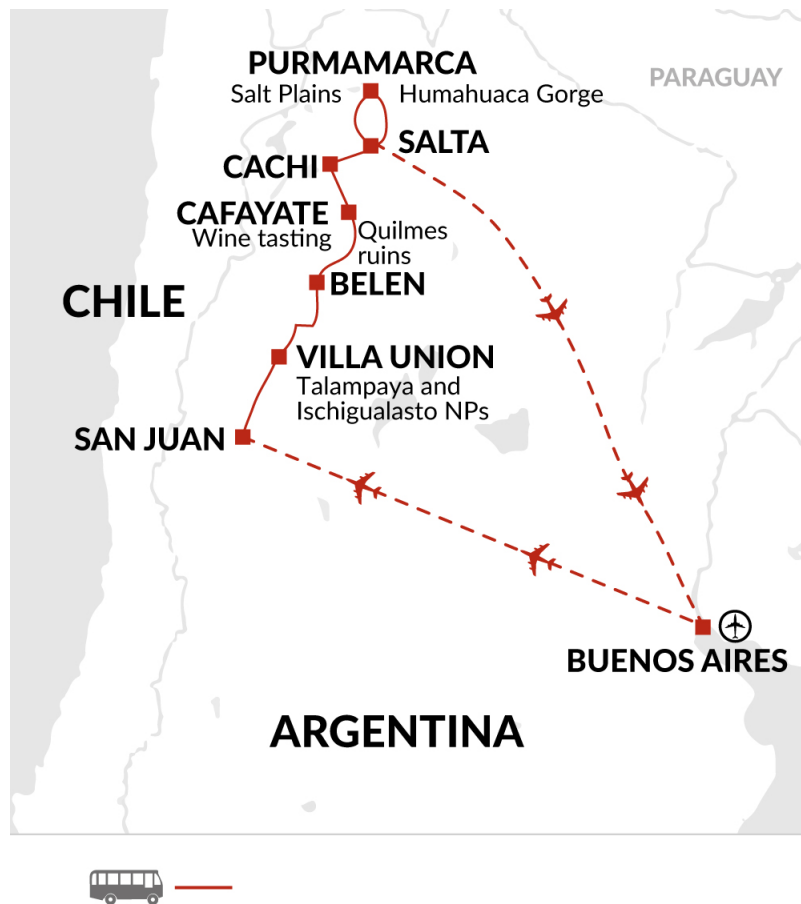 PURMAMARCA
Salt Plains
Humahuaca Gorge
PARAGUAY
SALTA
CACHI
CAFAYATE
Wine tasting
Quilmes
ruins
BELEN
CHILE
VILLA UNION
Talampaya and
Ischigualasto NPs
SAN JUAN
BUENOS AIRES
ARGENTINA